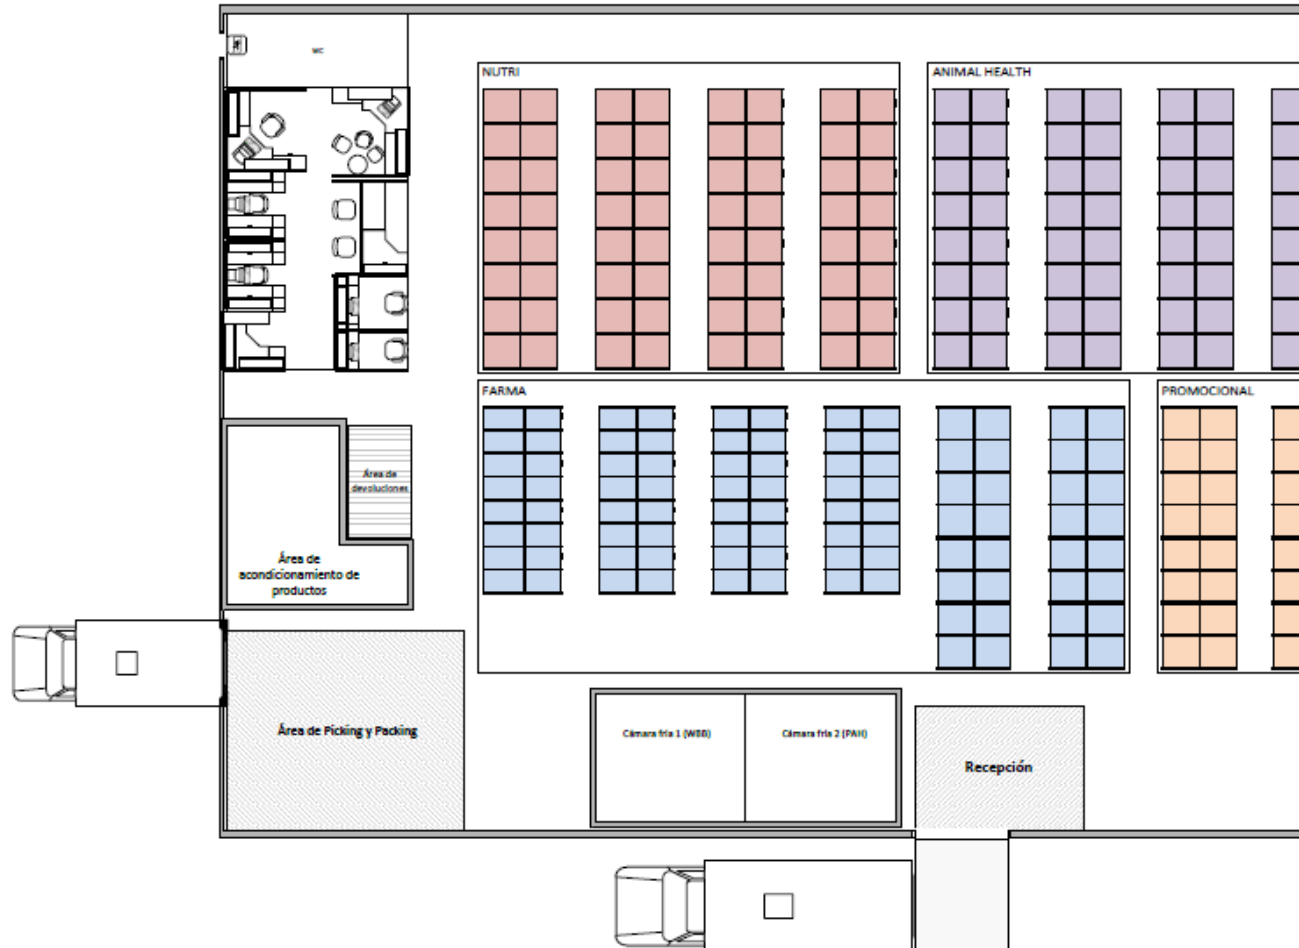 WC
NUTRI
ANIMAL HEALTH
FARMA
PROMOCIONAL
Área de
devoluciones
Área de
acondicionamiento de
productos
Área de Picking y Packing
Cámara fría 1 (WBB)
Cámara fría 2 (PAH)
Recepción